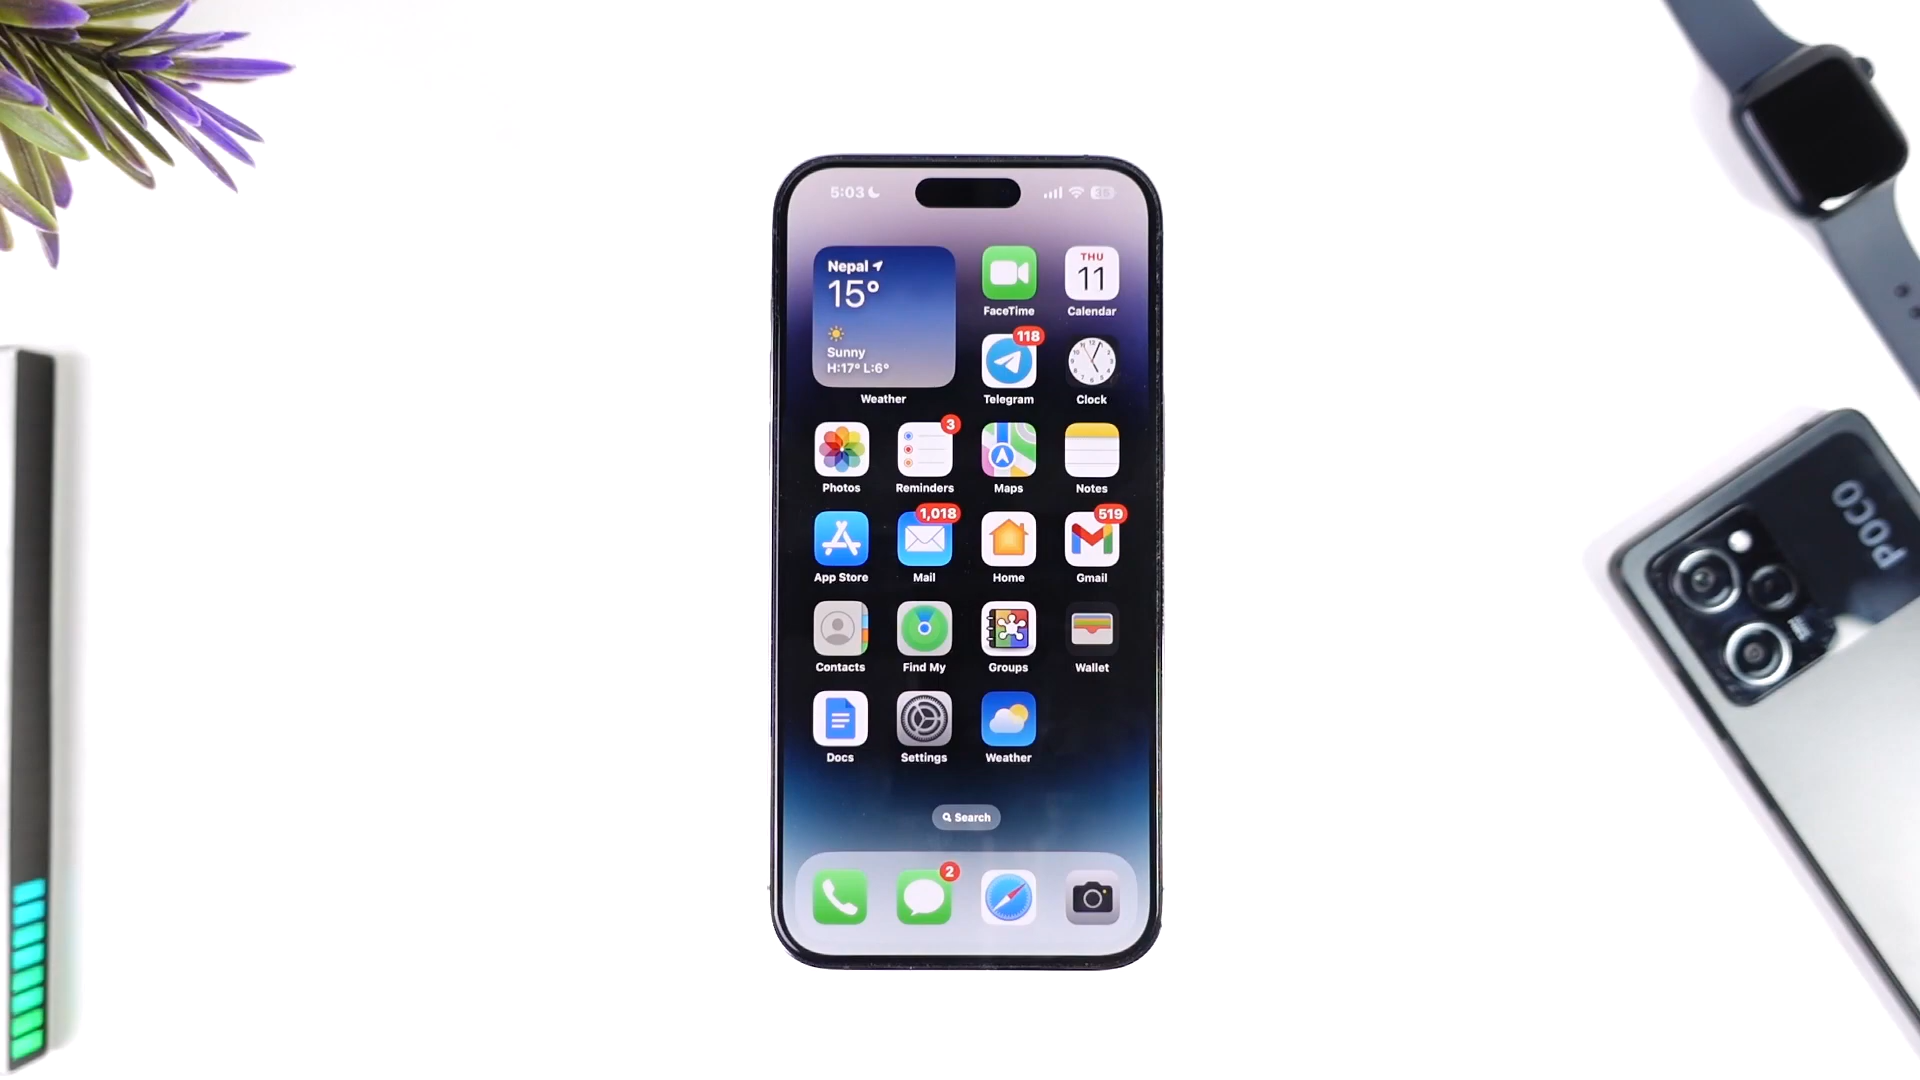 5:03
38
Nepal
15°
Sunny
H:17° L:6°
Weather
FaceTime
THU
11
Calendar
118
Telegram
Clock
Photos
3
Reminders
Maps
Notes
App Store
1,018
Mail
Home
519
Gmail
Contacts
Find My
Groups
Wallet
Docs
Settings
Weather
Search
2
POCO